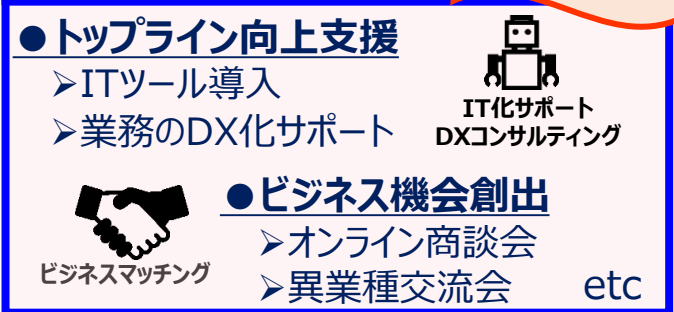 ●トップライン向上支援
➢ITツール導入
➢業務のDX化サポート
IT化サポート
DXコンサルティング
●ビジネス機会創出
➢オンライン商談会
➢異業種交流会 etc
ビジネスマッチング